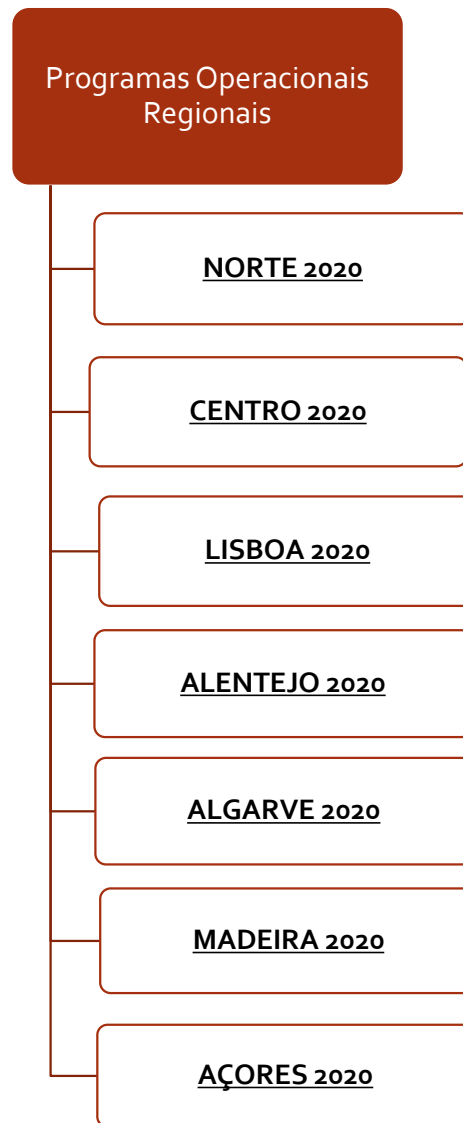 Programas Operacionais
Regionais
NORTE 2020
CENTRO 2020
LISBOA 2020
ALENTEJO 2020
ALGARVE 2020
MADEIRA 2020
AÇORES 2020